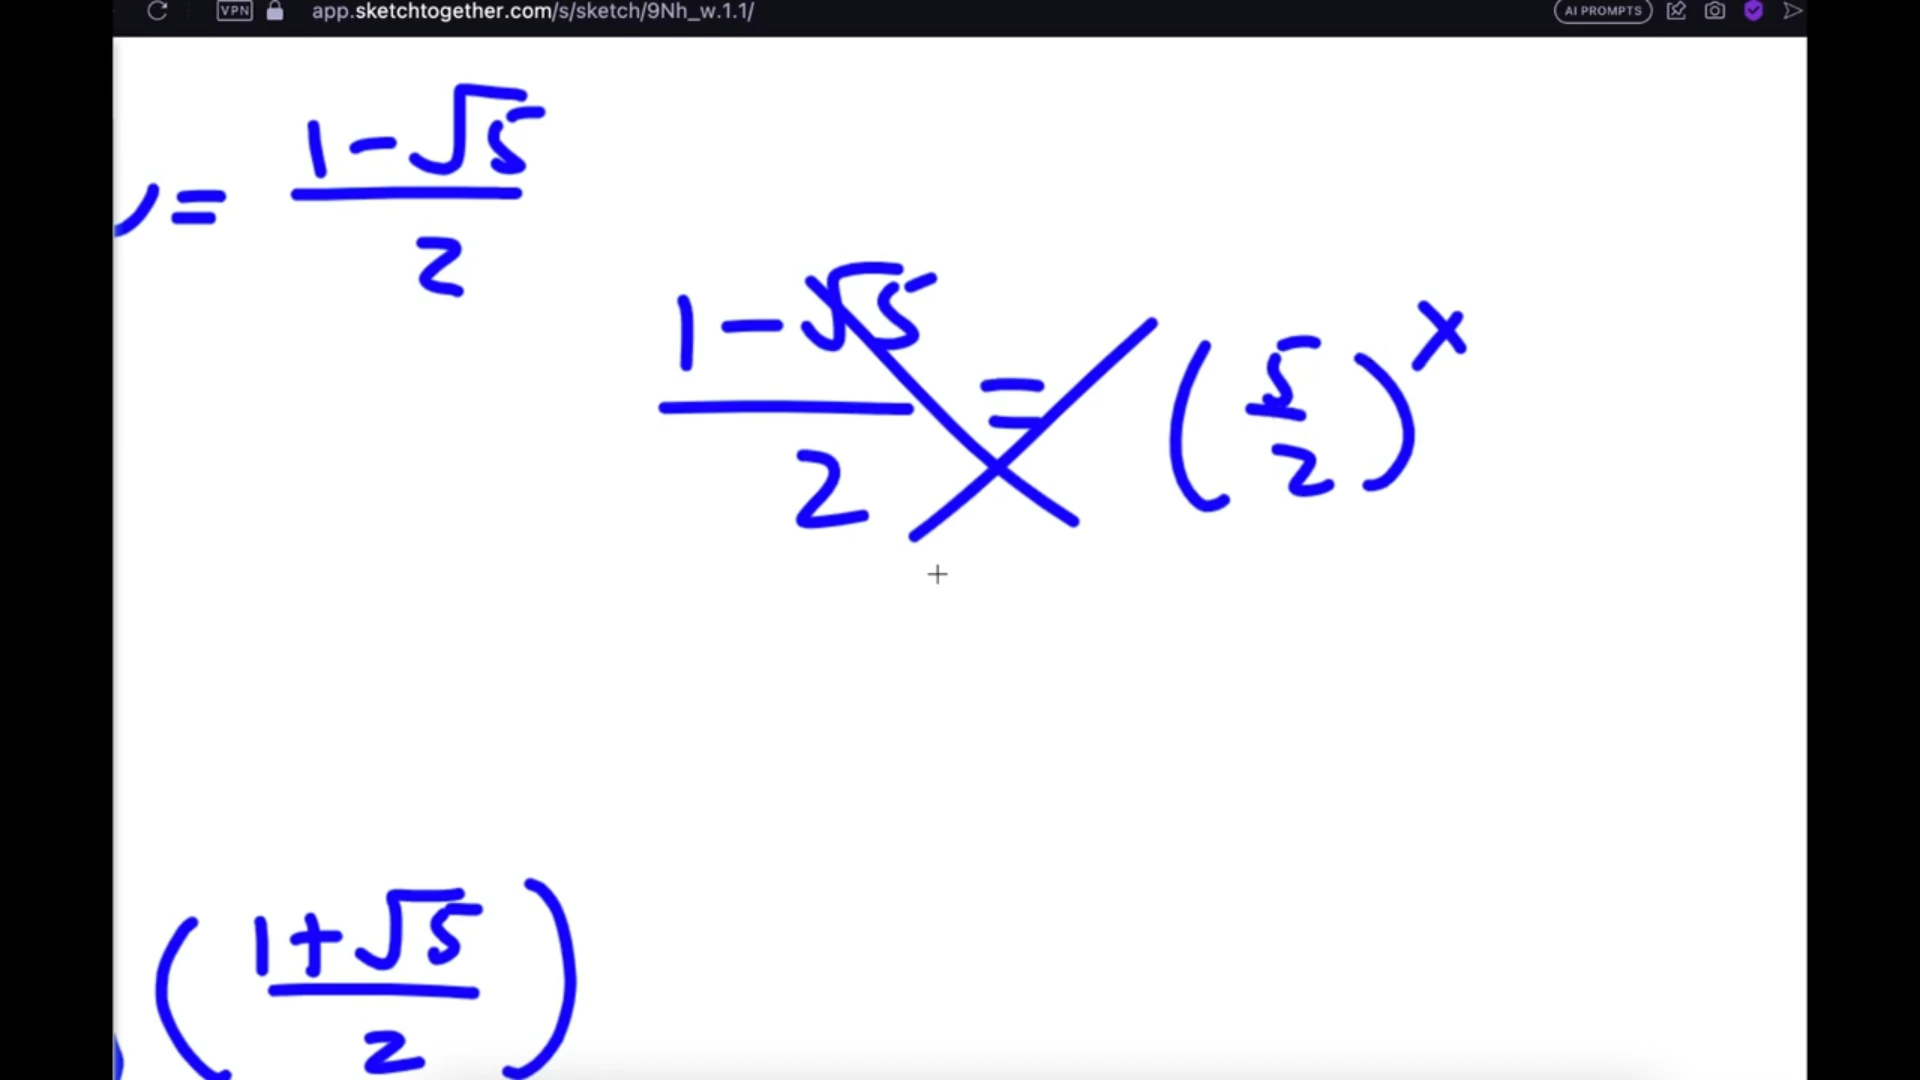 VPN app.sketchtogether.com/s/sketch/9Nh_w.1.1/ AI PROMPTS
= 1-√5
2
1-√5 = (5/2)^x
2
(1+√5)
2